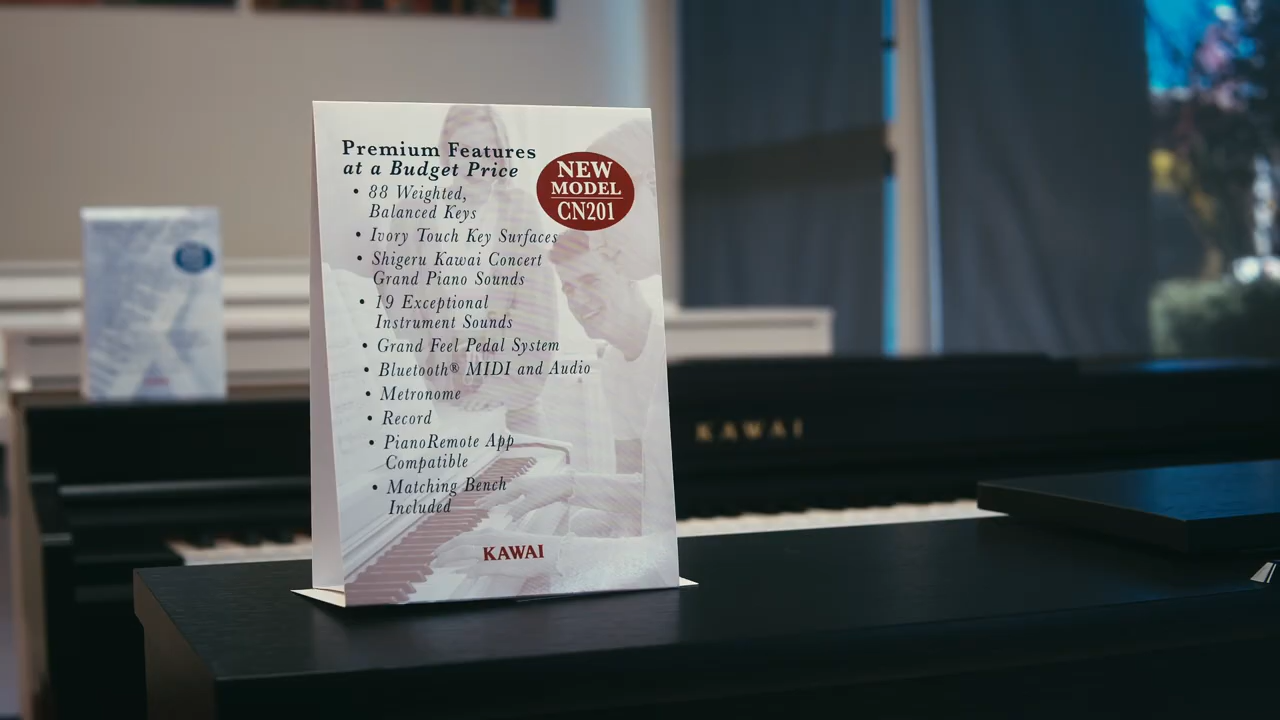 Premium Features
at a Budget Price
NEW
MODEL
CN201
• 88 Weighted,
Balanced Keys
• Ivory Touch Key Surfaces
• Shigeru Kawai Concert
Grand Piano Sounds
• 19 Exceptional
Instrument Sounds
• Grand Feel Pedal System
• Bluetooth® MIDI and Audio
• Metronome
• Record
• PianoRemote App
Compatible
• Matching Bench
Included
KAWAI
KAWAI